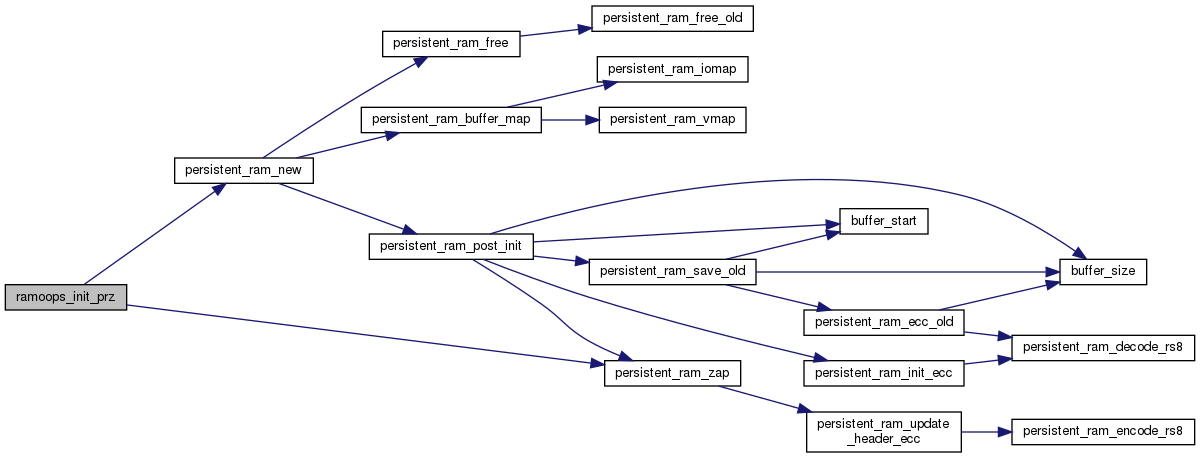 persistent_ram_free_old
persistent_ram_free
persistent_ram_iomap
persistent_ram_buffer_map
persistent_ram_vmap
persistent_ram_new
buffer_start
persistent_ram_post_init
persistent_ram_save_old
buffer_size
ramoops_init_prz
persistent_ram_ecc_old
persistent_ram_decode_rs8
persistent_ram_zap
persistent_ram_init_ecc
persistent_ram_update
_header_ecc
persistent_ram_encode_rs8